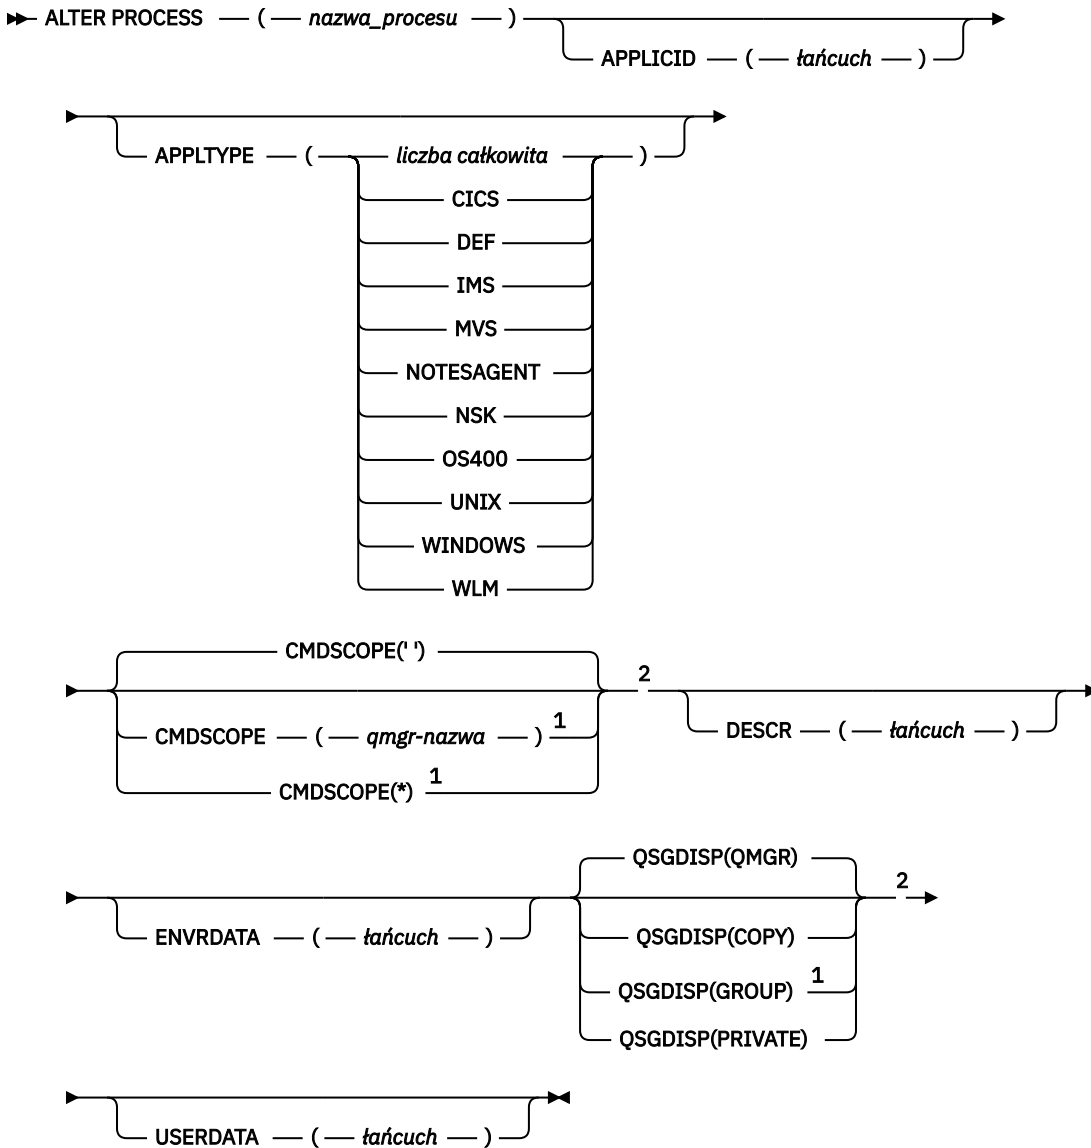 ALTER PROCESS ( nazwa_procesu )
APPLICID ( łańcuch )
APPLTYPE ( liczba całkowita )
CICS
DEF
IMS
MVS
NOTESAGENT
NSK
OS400
UNIX
WINDOWS
WLM
CMDSCOPE(' ')
2
CMDSCOPE ( qmgr-nazwa ) 1
CMDSCOPE(*) 1
DESCR ( łańcuch )
ENVRDATA ( łańcuch )
QSGDISP(QMGR)
2
QSGDISP(COPY)
QSGDISP(GROUP) 1
QSGDISP(PRIVATE)
USERDATA ( łańcuch )